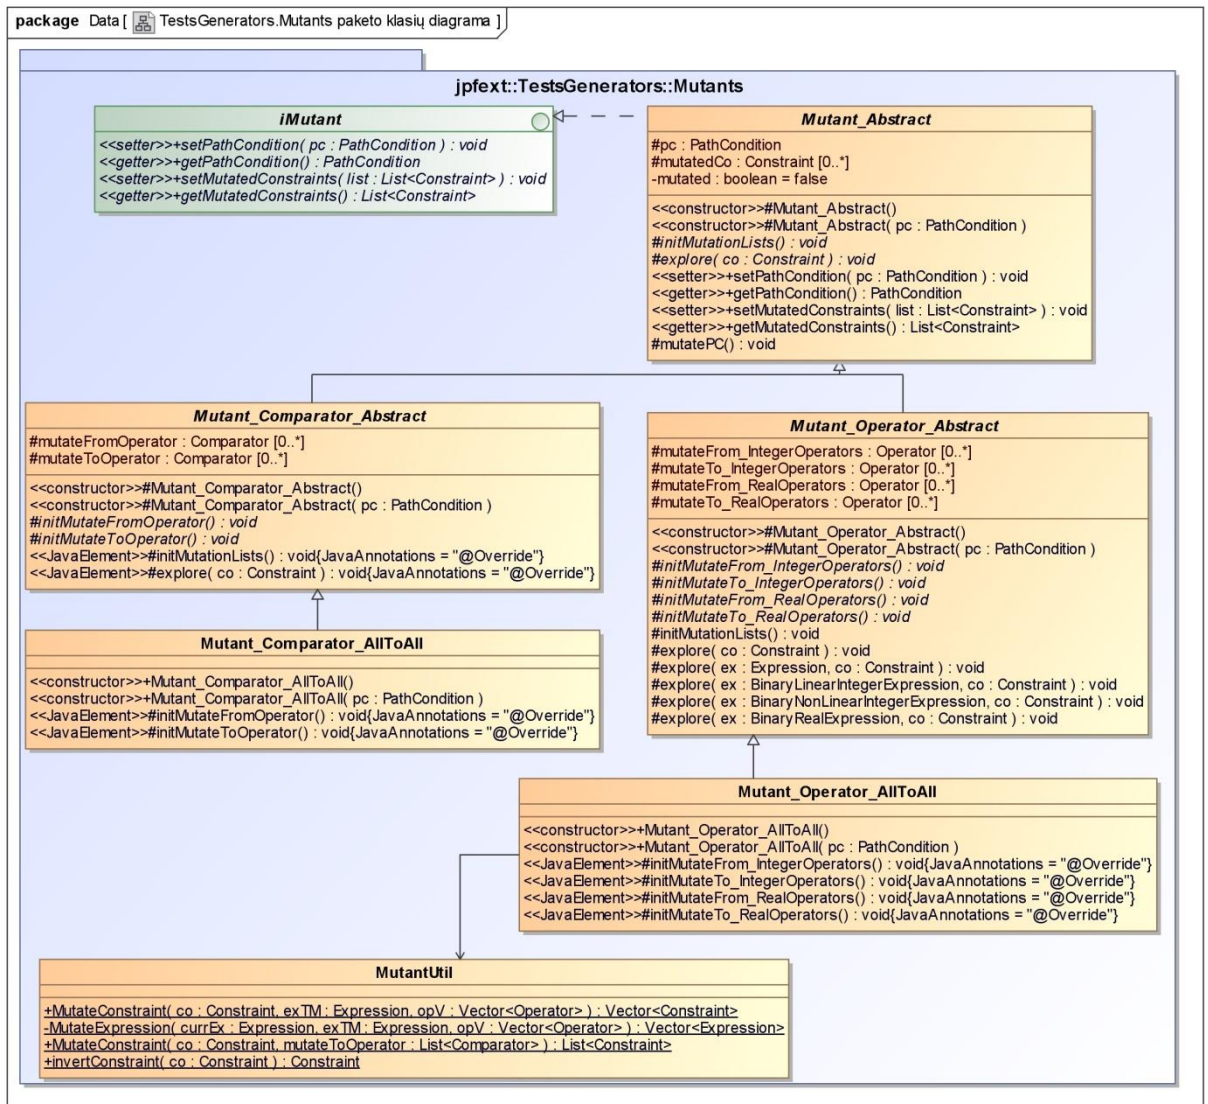 package Data [ TestsGenerators.Mutants paketo klasių diagrama ]
jpfext::TestsGenerators::Mutants
iMutant
<<setter>>+setPathCondition( pc : PathCondition ) : void
<<getter>>+getPathCondition() : PathCondition
<<setter>>+setMutatedConstraints( list : List<Constraint> ) : void
<<getter>>+getMutatedConstraints() : List<Constraint>
Mutant_Abstract
#pc : PathCondition
#mutatedCo : Constraint [0..*]
-mutated : boolean = false
<<constructor>>#Mutant_Abstract()
<<constructor>>#Mutant_Abstract( pc : PathCondition )
#initMutationLists() : void
#explore( co : Constraint ) : void
<<setter>>+setPathCondition( pc : PathCondition ) : void
<<getter>>+getPathCondition() : PathCondition
<<setter>>+setMutatedConstraints( list : List<Constraint> ) : void
<<getter>>+getMutatedConstraints() : List<Constraint>
#mutatePC() : void
Mutant_Comparator_Abstract
#mutateFromOperator : Comparator [0..*]
#mutateToOperator : Comparator [0..*]
<<constructor>>#Mutant_Comparator_Abstract()
<<constructor>>#Mutant_Comparator_Abstract( pc : PathCondition )
#initMutateFromOperator() : void
#initMutateToOperator() : void
<<JavaElement>>#initMutationLists() : void{JavaAnnotations = "@Override"}
<<JavaElement>>#explore( co : Constraint ) : void{JavaAnnotations = "@Override"}
Mutant_Operator_Abstract
#mutateFrom_IntegerOperators : Operator [0..*]
#mutateTo_IntegerOperators : Operator [0..*]
#mutateFrom_RealOperators : Operator [0..*]
#mutateTo_RealOperators : Operator [0..*]
<<constructor>>#Mutant_Operator_Abstract()
<<constructor>>#Mutant_Operator_Abstract( pc : PathCondition )
#initMutateFrom_IntegerOperators() : void
#initMutateTo_IntegerOperators() : void
#initMutateFrom_RealOperators() : void
#initMutateTo_RealOperators() : void
#initMutationLists() : void
#explore( co : Constraint ) : void
#explore( ex : Expression, co : Constraint ) : void
#explore( ex : BinaryLinearIntegerExpression, co : Constraint ) : void
#explore( ex : BinaryNonLinearIntegerExpression, co : Constraint ) : void
#explore( ex : BinaryRealExpression, co : Constraint ) : void
Mutant_Comparator_AllToAll
<<constructor>>+Mutant_Comparator_AllToAll()
<<constructor>>+Mutant_Comparator_AllToAll( pc : PathCondition )
<<JavaElement>>#initMutateFromOperator() : void{JavaAnnotations = "@Override"}
<<JavaElement>>#initMutateToOperator() : void{JavaAnnotations = "@Override"}
Mutant_Operator_AllToAll
<<constructor>>+Mutant_Operator_AllToAll()
<<constructor>>+Mutant_Operator_AllToAll( pc : PathCondition )
<<JavaElement>>#initMutateFrom_IntegerOperators() : void{JavaAnnotations = "@Override"}
<<JavaElement>>#initMutateTo_IntegerOperators() : void{JavaAnnotations = "@Override"}
<<JavaElement>>#initMutateFrom_RealOperators() : void{JavaAnnotations = "@Override"}
<<JavaElement>>#initMutateTo_RealOperators() : void{JavaAnnotations = "@Override"}
MutantUtil
+MutateConstraint( co : Constraint, exTM : Expression, opV : Vector<Operator> ) : Vector<Constraint>
-MutateExpression( currEx : Expression, exTM : Expression, opV : Vector<Operator> ) : Vector<Expression>
+MutateConstraint( co : Constraint, mutateToOperator : List<Comparator> ) : List<Constraint>
+invertConstraint( co : Constraint ) : Constraint